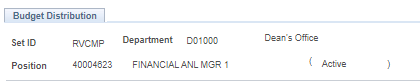 Budget Distribution
Set ID RVCMP Department D01000 Dean's Office
Position 40004623 FINANCIAL ANL MGR 1 ( Active )